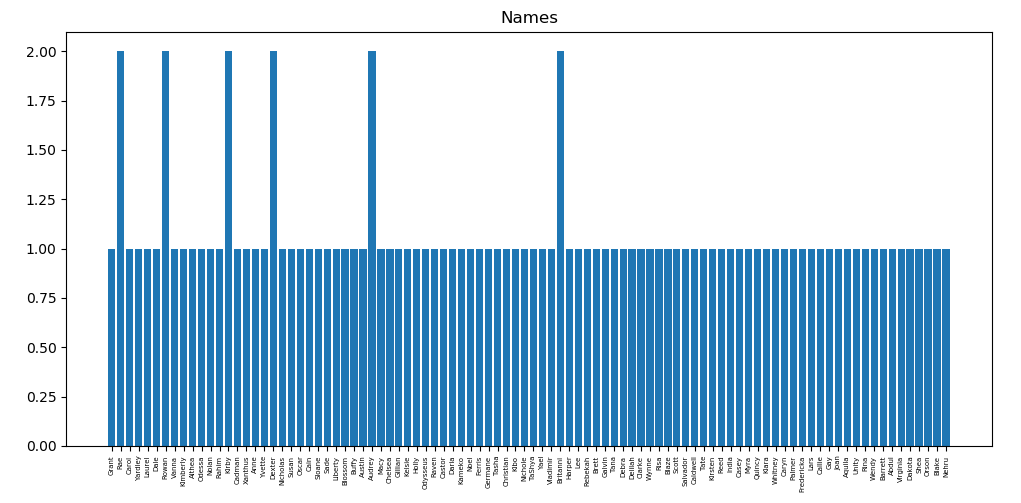 Names
2.00
1.75
1.50
1.25
1.00
0.75
0.50
0.25
0.00
Grant
Rae
Carol
Yardley
Laurel
Dale
Rowan
Vanna
Kimberly
Althea
Odessa
Nolan
Rahim
Kirby
Cadman
Xanthus
Anne
Yvette
Dexter
Nicholas
Susan
Oscar
Cain
Sloane
Sade
Liberty
Blossom
Buffy
Austin
Audrey
Macy
Chelsea
Gillian
Kelsie
Holly
Odysseus
Raven
Castor
Daria
Kameko
Noel
Ferris
Germane
Tasha
Christian
Kibo
Nichole
TaShya
Yael
Vladimir
Britanni
Harper
Lee
Rebekah
Brett
Galvin
Tana
Debra
Delilah
Clarke
Wynne
Risa
Blaze
Scott
Salvador
Caldwell
Tate
Kirsten
Reed
India
Casey
Myra
Quincy
Kiara
Whitney
Caryn
Palmer
Fredericka
Lars
Callie
Gay
Joan
Aquila
Unity
Rina
Wendy
Barrett
Abdul
Virginia
Dakota
Shea
Orson
Blake
Nehru